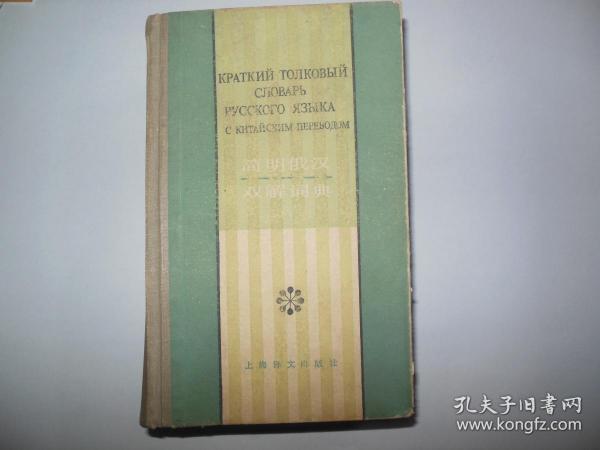 КРАТКИЙ ТОЛКОВЫЙ
СЛОВАРЬ
РУССКОГО ЯЗЫКА
С КИТАЙСКИМ ПЕРЕВОДОМ
简明俄汉
双解词典
上海译文出版社
孔夫子旧書网
www.kongfz.com